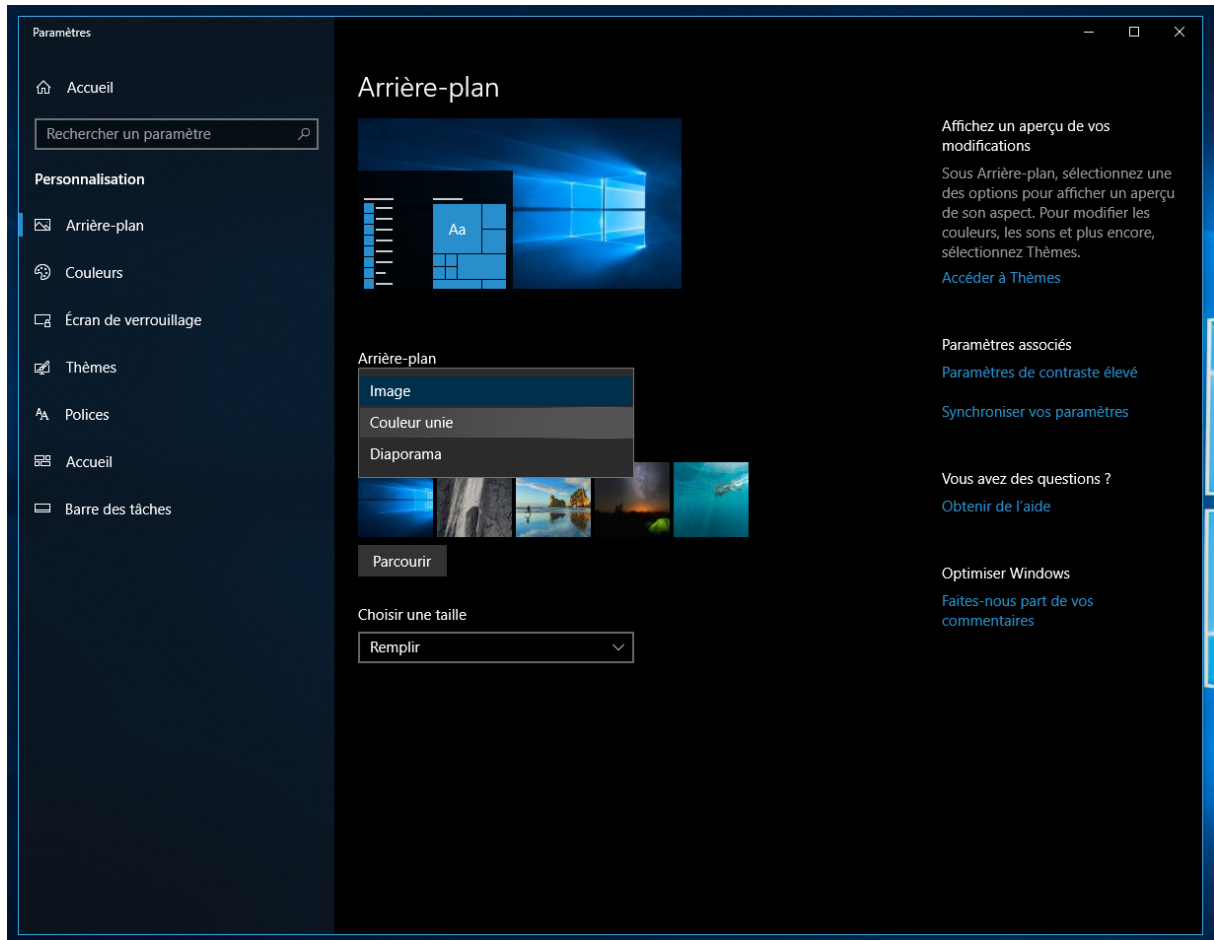 Paramètres
Accueil
Rechercher un paramètre
Personnalisation
Arrière-plan
Couleurs
Écran de verrouillage
Thèmes
Polices
Accueil
Barre des tâches
Arrière-plan
Aa
Arrière-plan
Image
Couleur unie
Diaporama
Parcourir
Choisir une taille
Remplir
Affichez un aperçu de vos
modifications
Sous Arrière-plan, sélectionnez une
des options pour afficher un aperçu
de son aspect. Pour modifier les
couleurs, les sons et plus encore,
sélectionnez Thèmes.
Accéder à Thèmes
Paramètres associés
Paramètres de contraste élevé
Synchroniser vos paramètres
Vous avez des questions ?
Obtenir de l'aide
Optimiser Windows
Faites-nous part de vos
commentaires